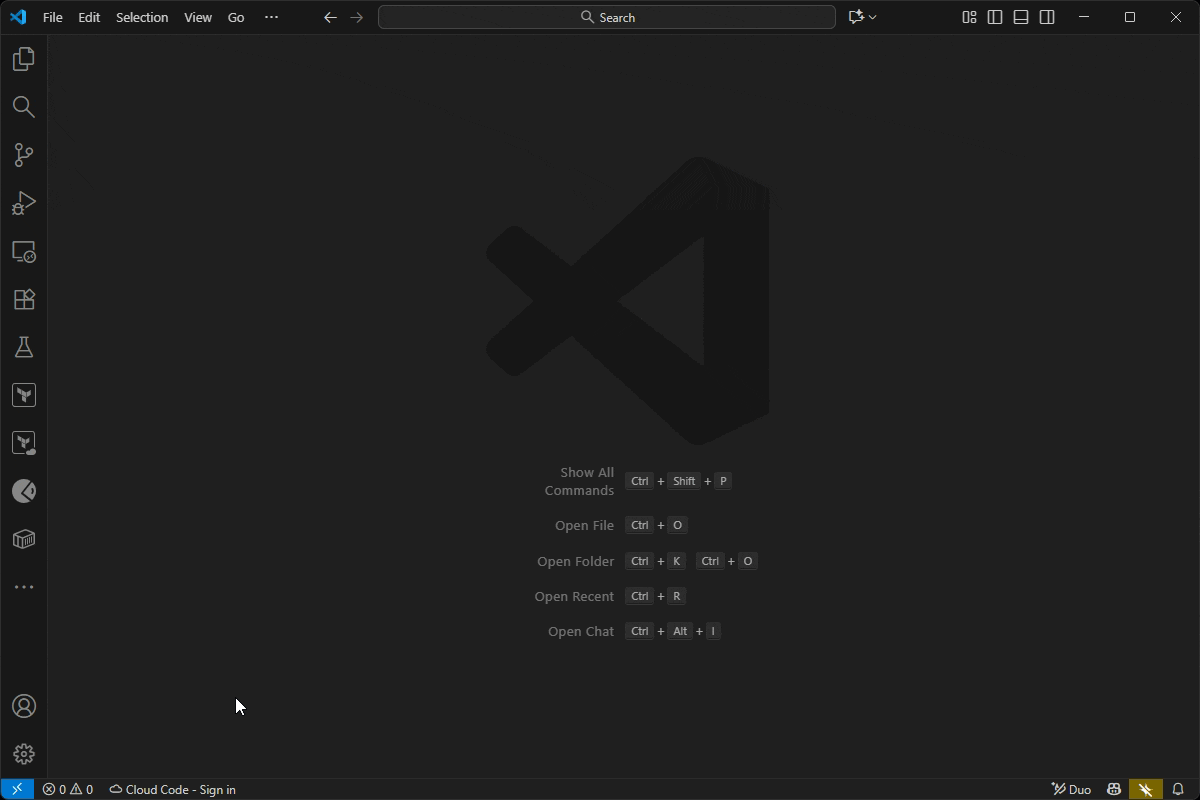 File Edit Selection View Go ···
Search
Show All
Commands
Ctrl + Shift + P
Open File Ctrl + O
Open Folder Ctrl + K Ctrl + O
Open Recent Ctrl + R
Open Chat Ctrl + Alt + I
0 0 Cloud Code - Sign in Duo